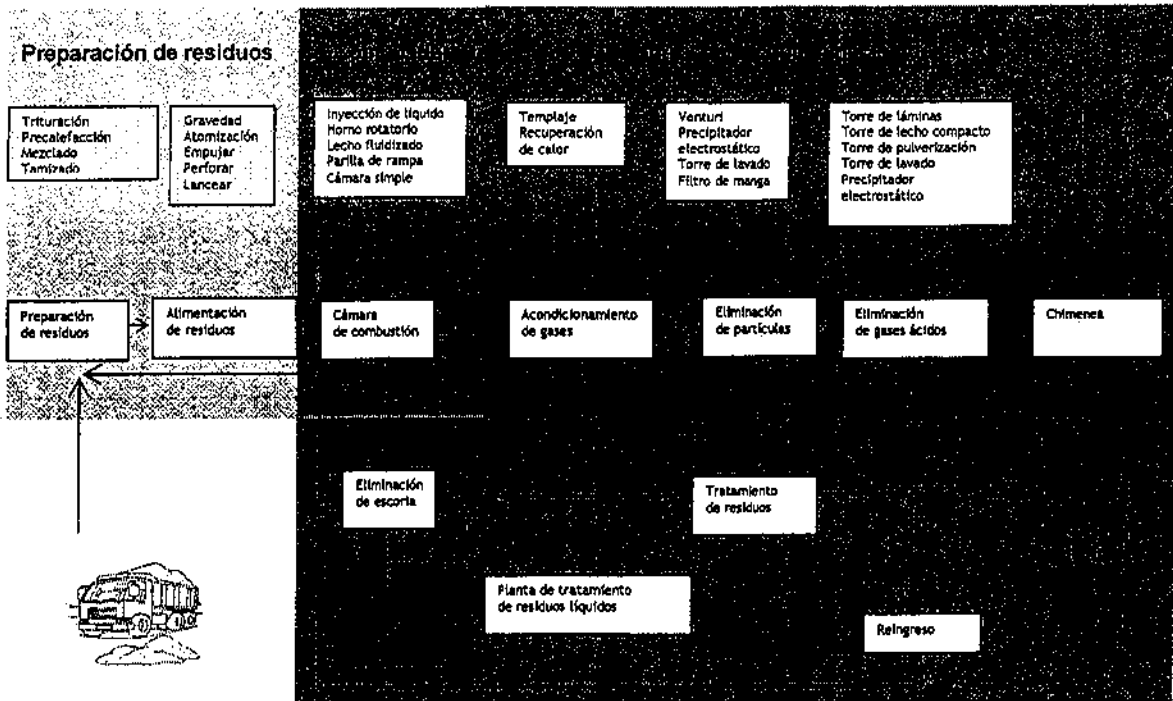 Preparación de residuos
Trituración
Precalefacción
Mezclado
Tamizado
Gravedad
Atomización
Empujar
Perforar
Lancear
Inyección de líquido
Horno rotatorio
Lecho fluidizado
Parilla de rampa
Cámara simple
Templaje
Recuperación
de calor
Venturi
Precipitador
electrostático
Torre de lavado
Filtro de manga
Torre de láminas
Torre de lecho compacto
Torre de pulverización
Torre de lavado
Precipitador
electrostático
Preparación
de residuos
Alimentación
de residuos
Cámara
de combustión
Acondicionamiento
de gases
Eliminación
de partículas
Eliminación
de gases ácidos
Chimenea
Eliminación
de escoria
Tratamiento
de residuos
Planta de tratamiento
de residuos líquidos
Reingreso